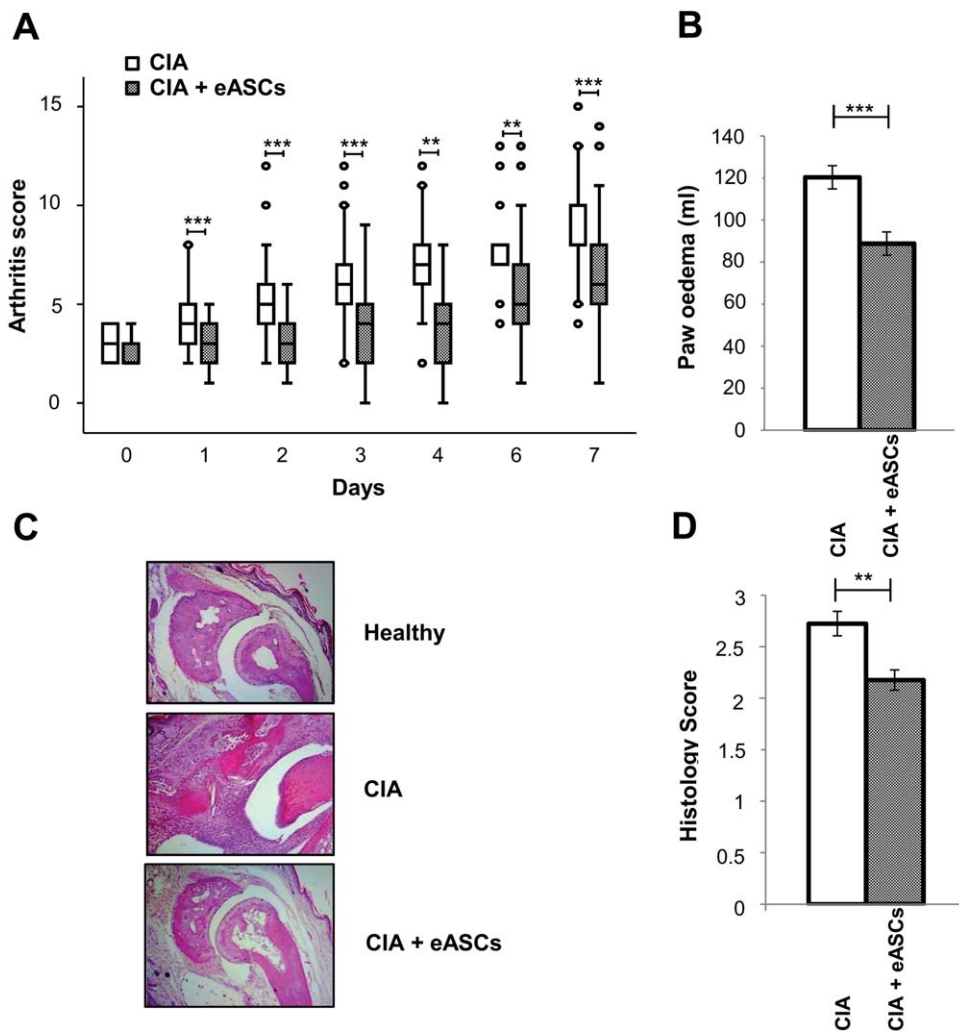 A
CIA
CIA + eASCs
Arthritis score
15
10
5
0
***
***
***
**
**
***
0 1 2 3 4 6 7
Days
B
Paw oedema (ml)
140
120
100
80
60
40
20
0
***
CIA
CIA + eASCs
C
Healthy
CIA
CIA + eASCs
D
Histology Score
3
2.5
2
1.5
1
0.5
0
**
CIA
CIA + eASCs